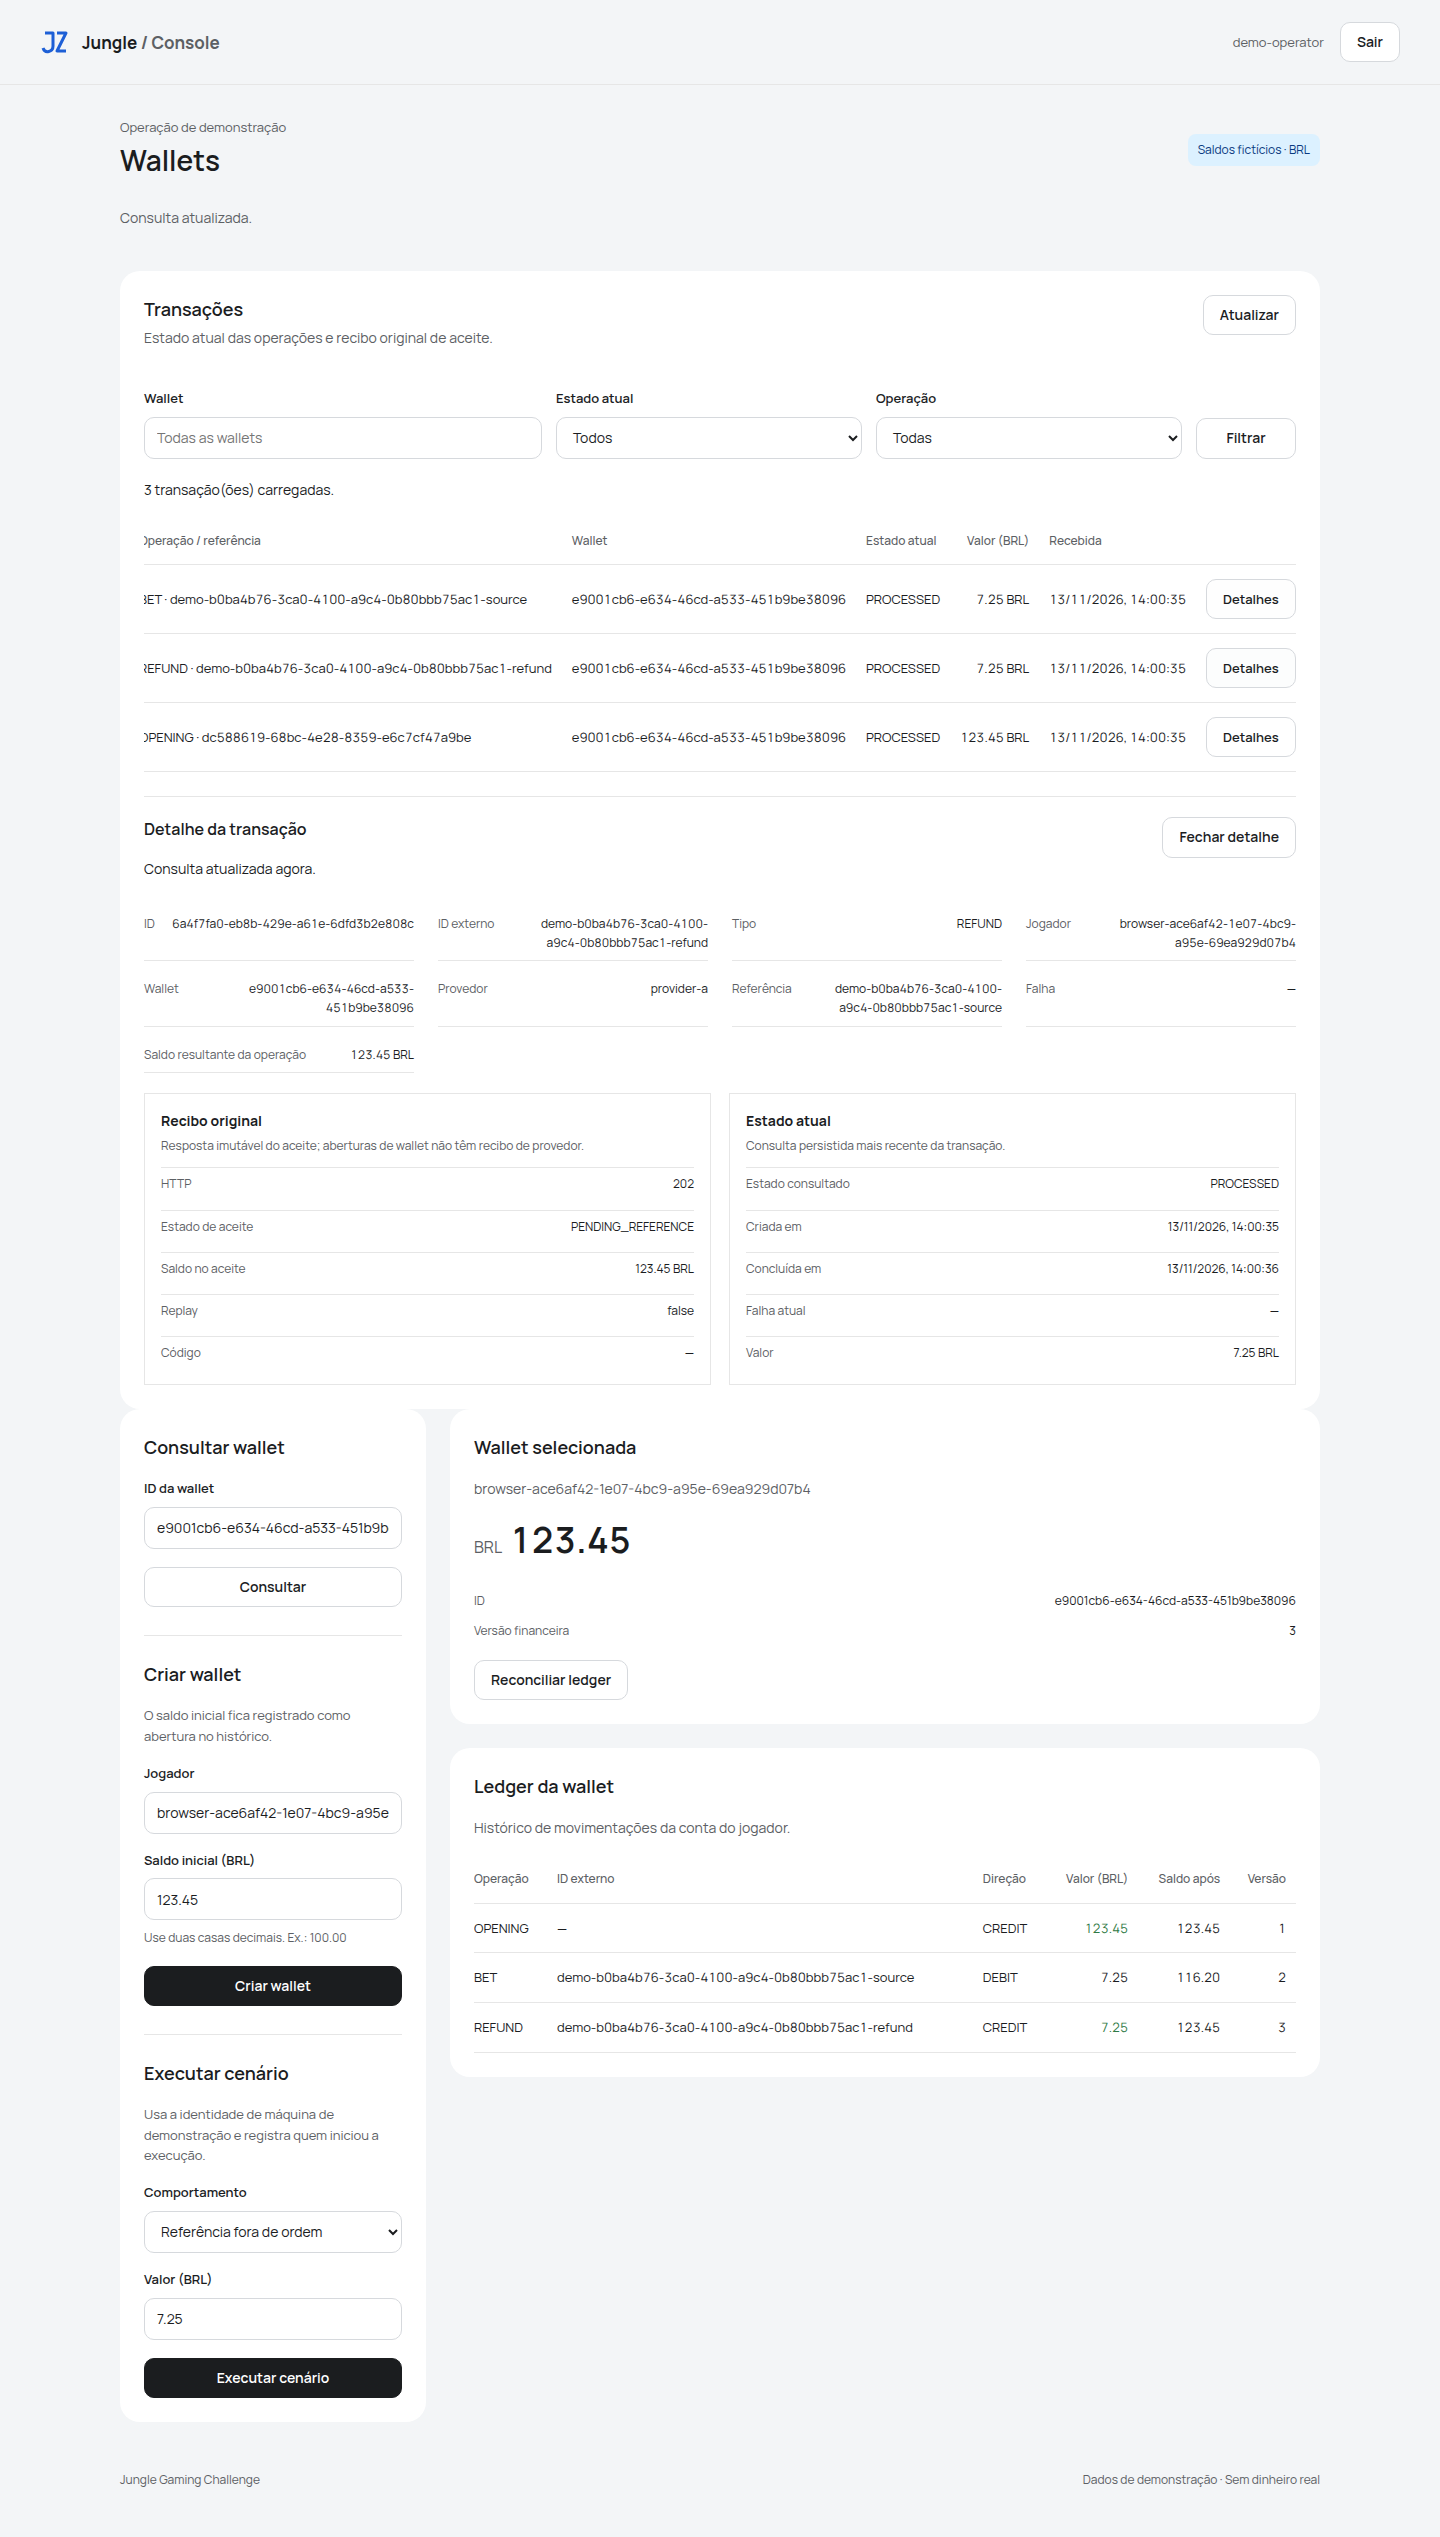 JZ Jungle / Console
demo-operator
Sair
Operação de demonstração
Wallets
Saldos fictícios · BRL
Consulta atualizada.
Transações
Estado atual das operações e recibo original de aceite.
Atualizar
Wallet
Estado atual
Operação
Todas as wallets
Todos
Todas
Filtrar
3 transação(ões) carregadas.
Operação / referência Wallet Estado atual Valor (BRL) Recebida
BET · demo-b0ba4b76-3ca0-4100-a9c4-0b80bbb75ac1-source e9001cb6-e634-46cd-a533-451b9be38096 PROCESSED 7.25 BRL 13/11/2026, 14:00:35 Detalhes
REFUND · demo-b0ba4b76-3ca0-4100-a9c4-0b80bbb75ac1-refund e9001cb6-e634-46cd-a533-451b9be38096 PROCESSED 7.25 BRL 13/11/2026, 14:00:35 Detalhes
OPENING · dc588619-68bc-4e28-8359-e6c7cf47a9be e9001cb6-e634-46cd-a533-451b9be38096 PROCESSED 123.45 BRL 13/11/2026, 14:00:35 Detalhes
Detalhe da transação
Fechar detalhe
Consulta atualizada agora.
ID 6a4f7fa0-eb8b-429e-a61e-6dfd3b2e808c
ID externo demo-b0ba4b76-3ca0-4100-
a9c4-0b80bbb75ac1-refund
Tipo REFUND
Jogador browser-ace6af42-1e07-4bc9-
a95e-69ea929d07b4
Wallet e9001cb6-e634-46cd-a533-
451b9be38096
Provedor provider-a
Referência demo-b0ba4b76-3ca0-4100-
a9c4-0b80bbb75ac1-source
Falha —
Saldo resultante da operação 123.45 BRL
Recibo original
Resposta imutável do aceite; aberturas de wallet não têm recibo de provedor.
HTTP 202
Estado de aceite PENDING_REFERENCE
Saldo no aceite 123.45 BRL
Replay false
Código —
Estado atual
Consulta persistida mais recente da transação.
Estado consultado PROCESSED
Criada em 13/11/2026, 14:00:35
Concluída em 13/11/2026, 14:00:36
Falha atual —
Valor 7.25 BRL
Consultar wallet
ID da wallet
e9001cb6-e634-46cd-a533-451b9b
Consultar
Criar wallet
O saldo inicial fica registrado como
abertura no histórico.
Jogador
browser-ace6af42-1e07-4bc9-a95e
Saldo inicial (BRL)
123.45
Use duas casas decimais. Ex.: 100.00
Criar wallet
Executar cenário
Usa a identidade de máquina de
demonstração e registra quem iniciou a
execução.
Comportamento
Referência fora de ordem
Valor (BRL)
7.25
Executar cenário
Wallet selecionada
browser-ace6af42-1e07-4bc9-a95e-69ea929d07b4
BRL 123.45
ID e9001cb6-e634-46cd-a533-451b9be38096
Versão financeira 3
Reconciliar ledger
Ledger da wallet
Histórico de movimentações da conta do jogador.
Operação ID externo Direção Valor (BRL) Saldo após Versão
OPENING — CREDIT 123.45 123.45 1
BET demo-b0ba4b76-3ca0-4100-a9c4-0b80bbb75ac1-source DEBIT 7.25 116.20 2
REFUND demo-b0ba4b76-3ca0-4100-a9c4-0b80bbb75ac1-refund CREDIT 7.25 123.45 3
Jungle Gaming Challenge
Dados de demonstração · Sem dinheiro real